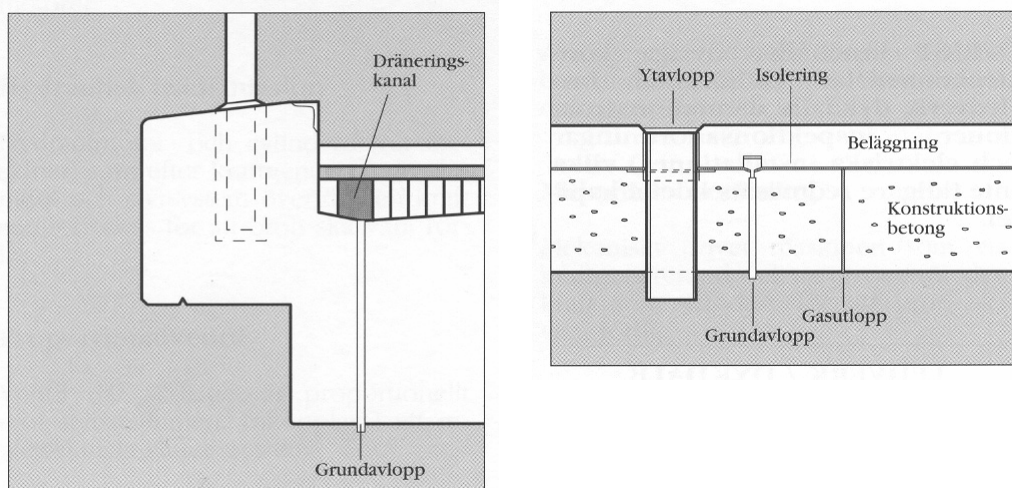 Dränerings-
kanal
Grundavlopp
Ytavlopp
Isolering
Beläggning
Konstruktions-
betong
Gasutlopp
Grundavlopp